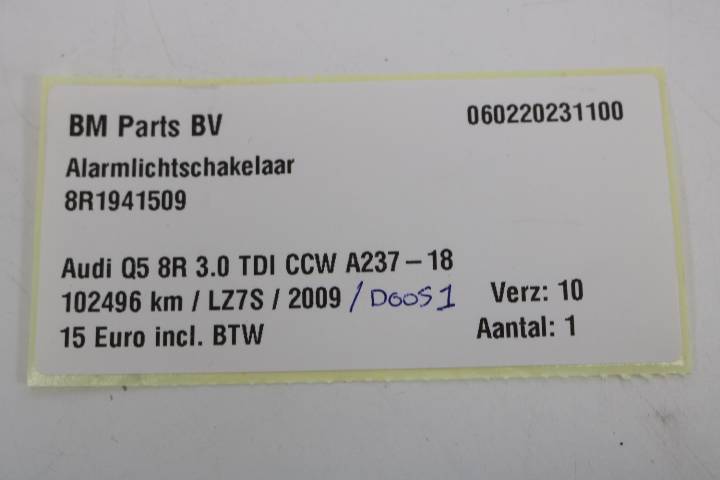 BM Parts BV 060220231100
Alarmlichtschakelaar
8R1941509
Audi Q5 8R 3.0 TDI CCW A237-18
102496 km / LZ7S / 2009 / DOOS 1 Verz: 10
15 Euro incl. BTW Aantal: 1